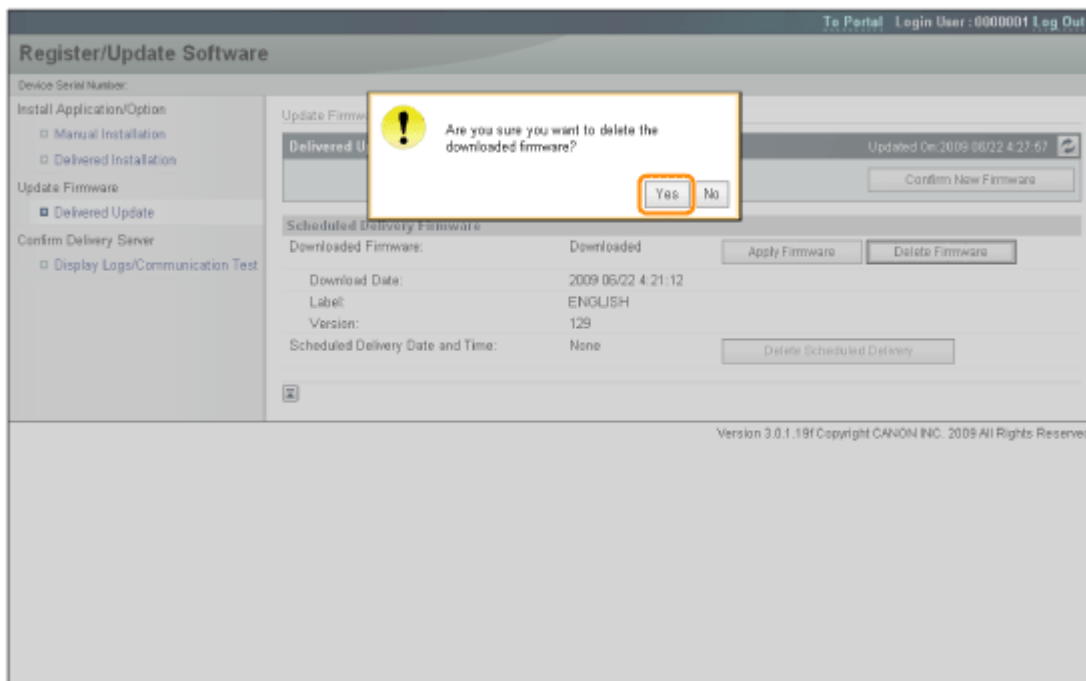 To Portal Login User : 0000001 Log Out
Register/Update Software
Device Serial Number:
Install Application/Option
Manual Installation
Delivered Installation
Update Firmware
Delivered Update
Confirm Delivery Server
Display Logs/Communication Test
Update Firmw
Delivered U
Updated On:2009 06/22 4:27:57
Confirm New Firmware
Are you sure you want to delete the
downloaded firmware?
Yes No
Scheduled Delivery Firmware
Downloaded Firmware: Downloaded Apply Firmware Delete Firmware
Download Date: 2009 06/22 4:21:12
Label: ENGLISH
Version: 129
Scheduled Delivery Date and Time: None Delete Scheduled Delivery
Version 3.0.1.19f Copyright CANON INC. 2009 All Rights Reserved